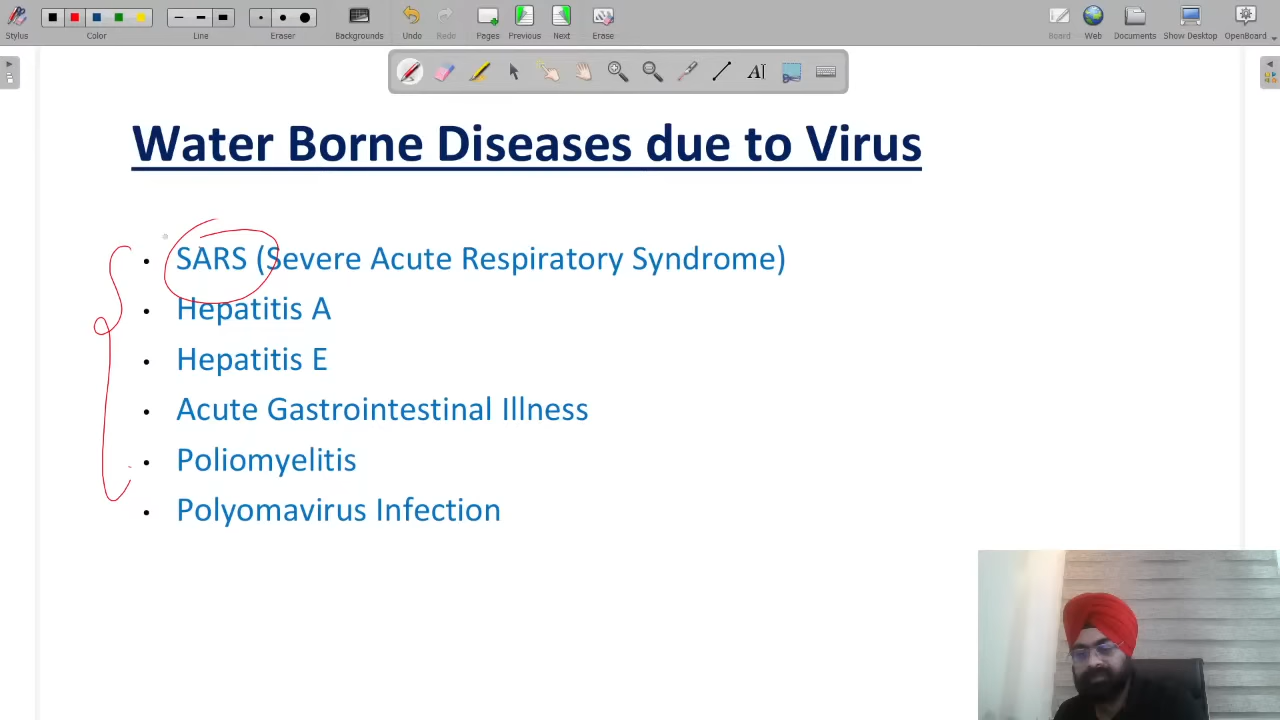 Stylus Color Line Eraser Backgrounds Undo Redo Pages Previous Next Erase Board Web Documents Show Desktop OpenBoard
Water Borne Diseases due to Virus
• SARS (Severe Acute Respiratory Syndrome)
• Hepatitis A
• Hepatitis E
• Acute Gastrointestinal Illness
• Poliomyelitis
• Polyomavirus Infection